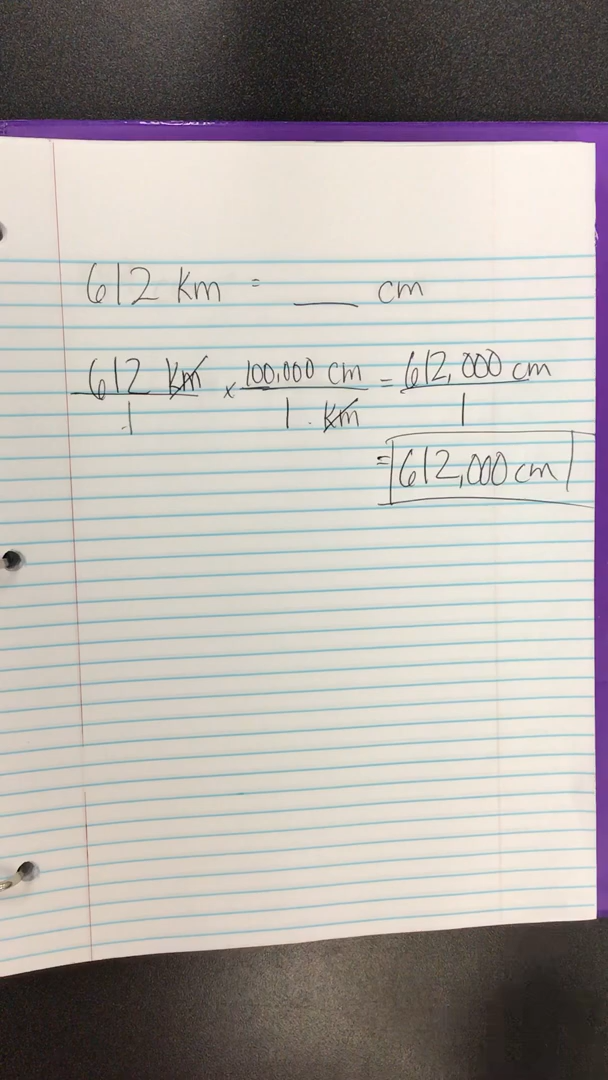 612 km = ___ cm
612 km/1 × 100,000 cm/1 km = 612,000 cm/1
= 612,000 cm